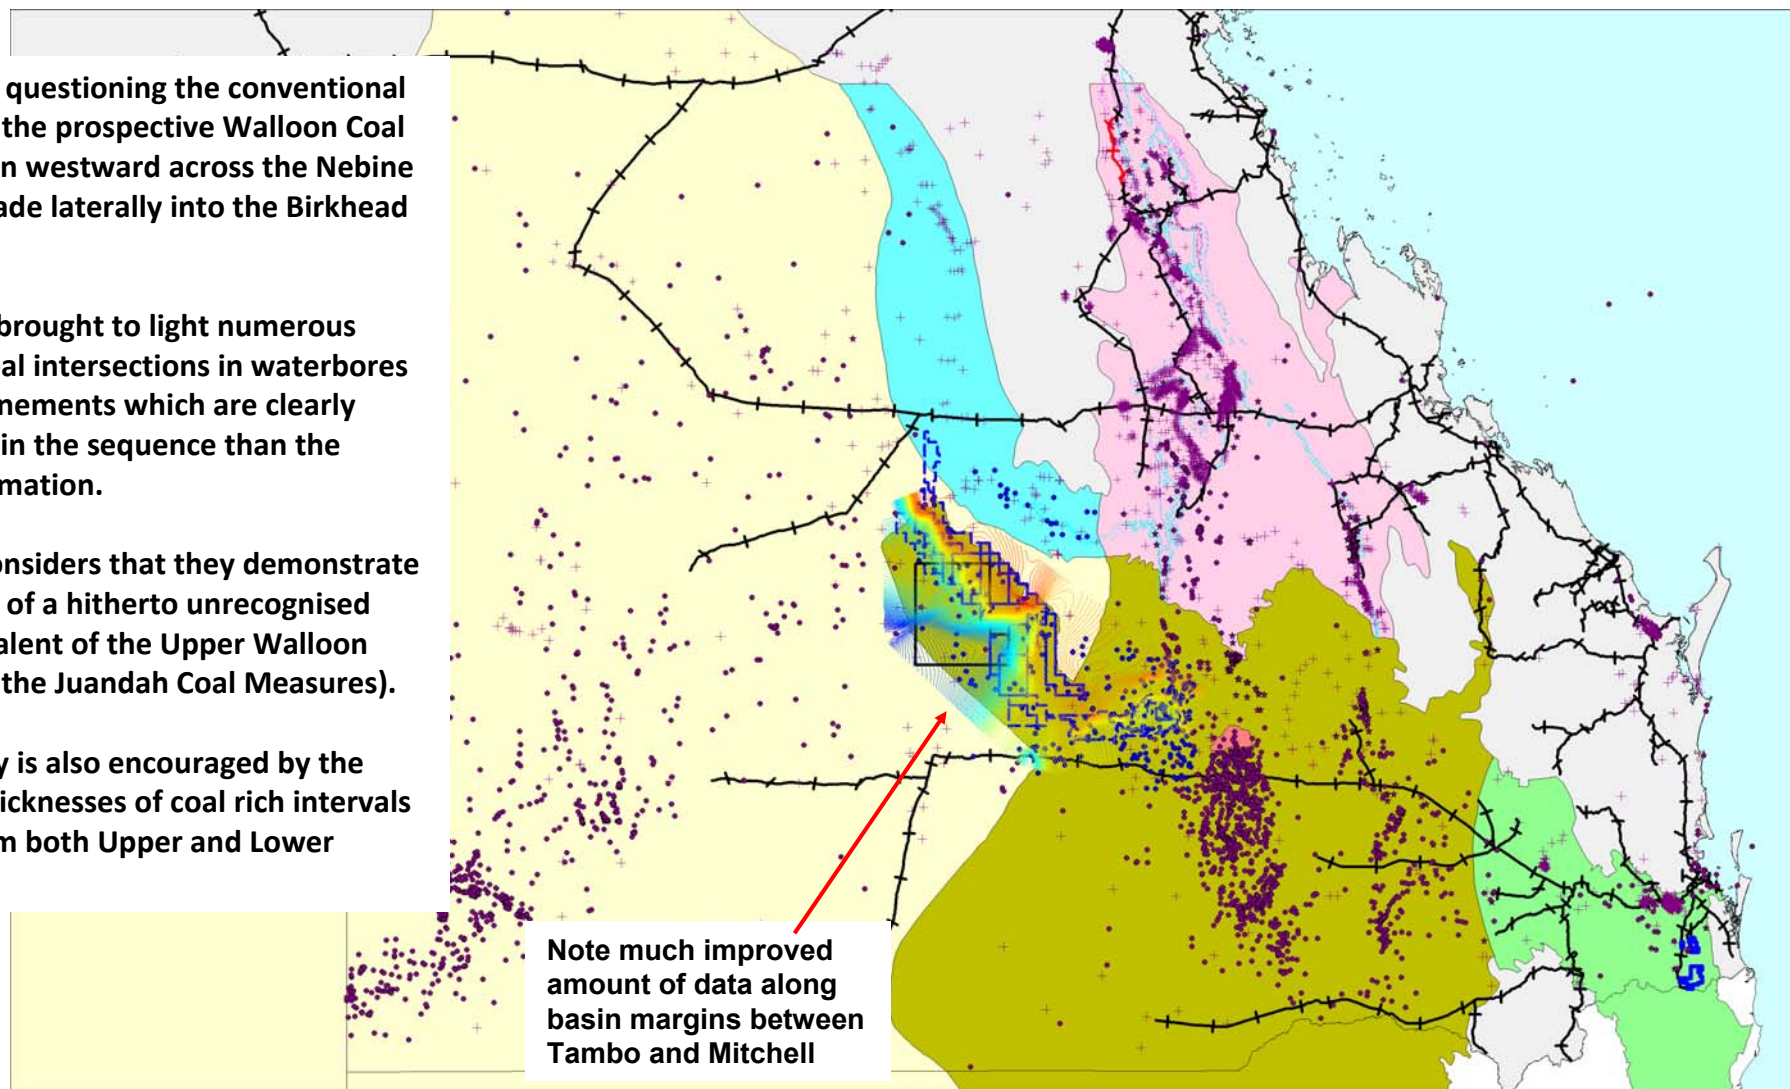 questioning the conventional
the prospective Walloon Coal
n westward across the Nebine
ade laterally into the Birkhead
brought to light numerous
al intersections in waterbores
nements which are clearly
in the sequence than the
mation.
onsiders that they demonstrate
of a hitherto unrecognised
alent of the Upper Walloon
the Juandah Coal Measures).
y is also encouraged by the
icknesses of coal rich intervals
m both Upper and Lower
Note much improved
amount of data along
basin margins between
Tambo and Mitchell